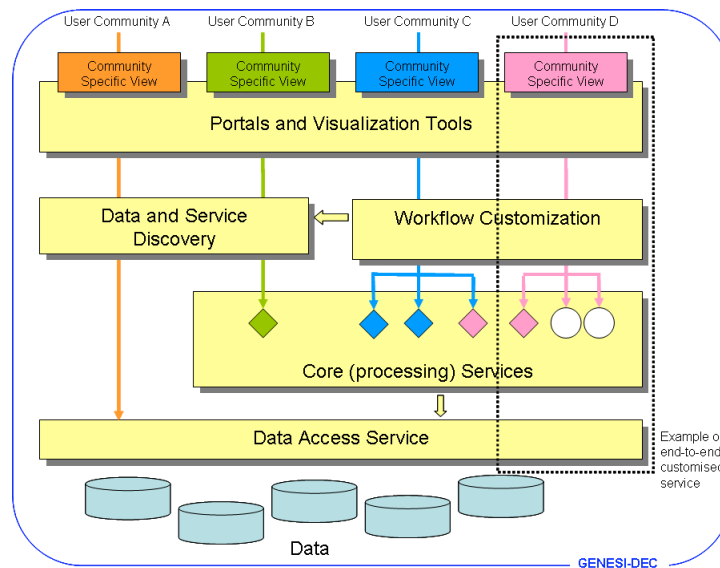 User Community A
User Community B
User Community C
User Community D
Community
Specific View
Community
Specific View
Community
Specific View
Community
Specific View
Portals and Visualization Tools
Data and Service
Discovery
Workflow Customization
Core (processing) Services
Data Access Service
Example o
end-to-end
customised
service
Data
GENESI-DEC